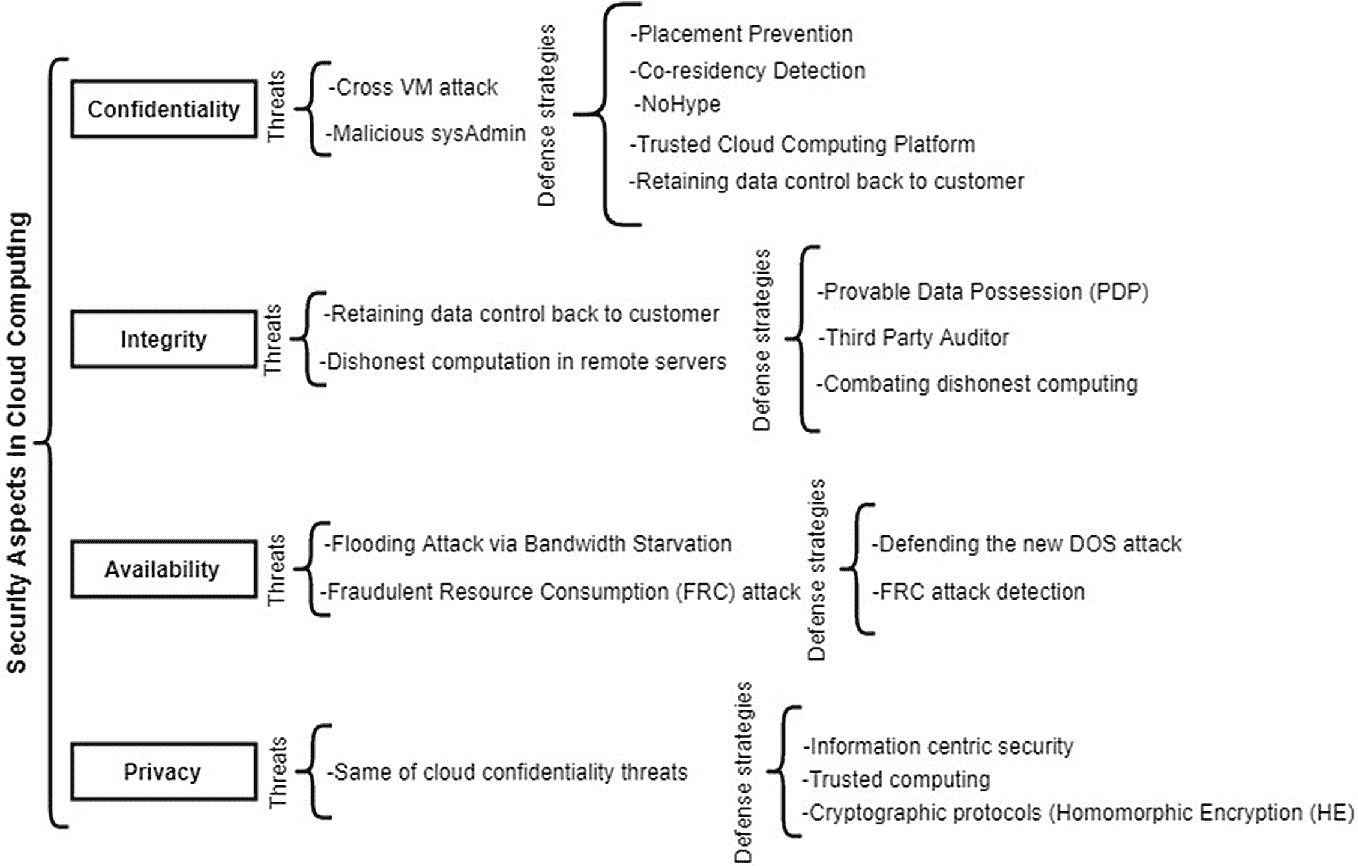 Security Aspects In Cloud Computing
Confidentiality
Threats
-Cross VM attack
-Malicious sysAdmin
Defense strategies
-Placement Prevention
-Co-residency Detection
-NoHype
-Trusted Cloud Computing Platform
-Retaining data control back to customer
Integrity
Threats
-Retaining data control back to customer
-Dishonest computation in remote servers
Defense strategies
-Provable Data Possession (PDP)
-Third Party Auditor
-Combating dishonest computing
Availability
Threats
-Flooding Attack via Bandwidth Starvation
-Fraudulent Resource Consumption (FRC) attack
Defense strategies
-Defending the new DOS attack
-FRC attack detection
Privacy
Threats
-Same of cloud confidentiality threats
Defense strategies
-Information centric security
-Trusted computing
-Cryptographic protocols (Homomorphic Encryption (HE)